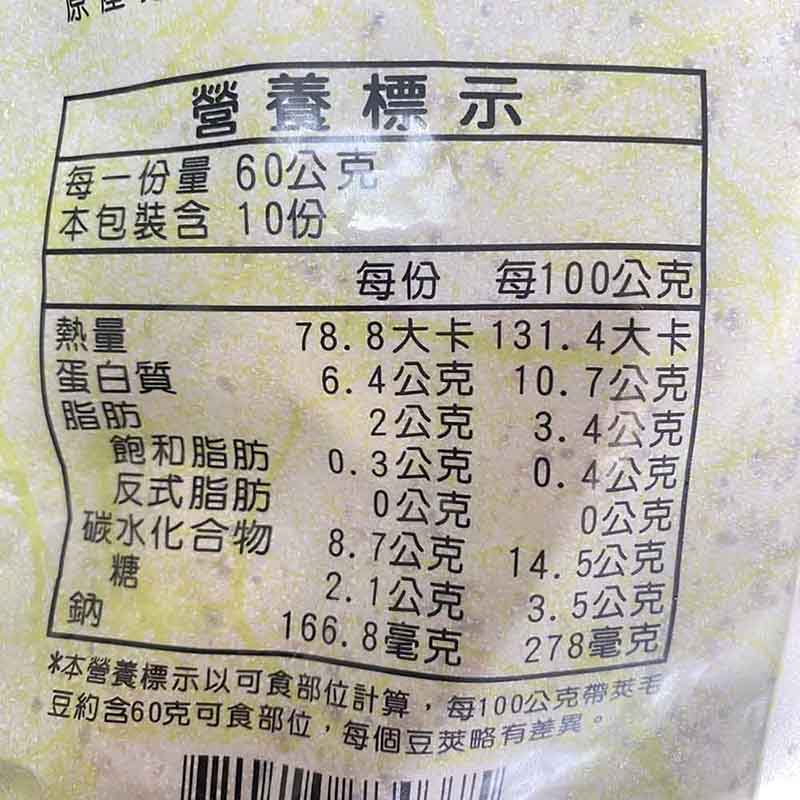 營養標示
每一份量 60公克
本包裝含 10份
每份 每100公克
熱量 78.8大卡 131.4大卡
蛋白質 6.4公克 10.7公克
脂肪 2公克 3.4公克
飽和脂肪 0.3公克 0.4公克
反式脂肪 0公克 0公克
碳水化合物 8.7公克 14.5公克
糖 2.1公克 3.5公克
鈉 166.8毫克 278毫克
*本營養標示以可食部位計算，每100公克帶莢毛
豆約含60克可食部位，每個豆莢略有差異。